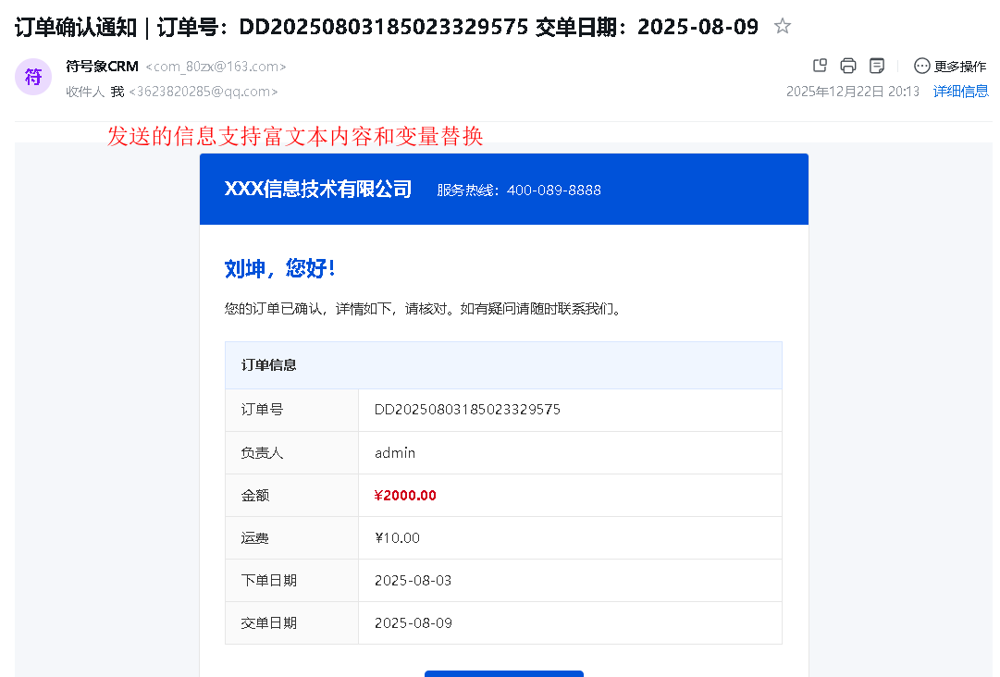 订单确认通知 | 订单号：DD20250803185023329575 交单日期：2025-08-09
符 符号象CRM <com_80zx@163.com> 更多操作
收件人 我 <3623820285@qq.com> 2025年12月22日 20:13 详细信息
发送的信息支持富文本内容和变量替换
XXX信息技术有限公司 服务热线：400-089-8888
刘坤，您好！
您的订单已确认，详情如下，请核对。如有疑问请随时联系我们。
订单信息
订单号 DD20250803185023329575
负责人 admin
金额 ¥2000.00
运费 ¥10.00
下单日期 2025-08-03
交单日期 2025-08-09